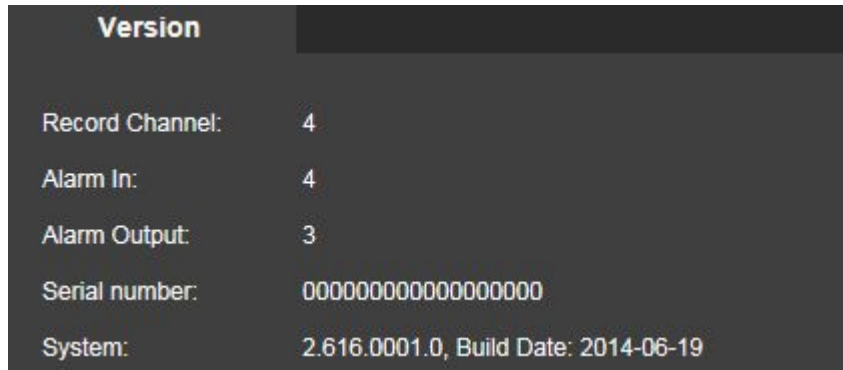 Version
Record Channel: 4
Alarm In: 4
Alarm Output: 3
Serial number: 000000000000000000
System: 2.616.0001.0, Build Date: 2014-06-19